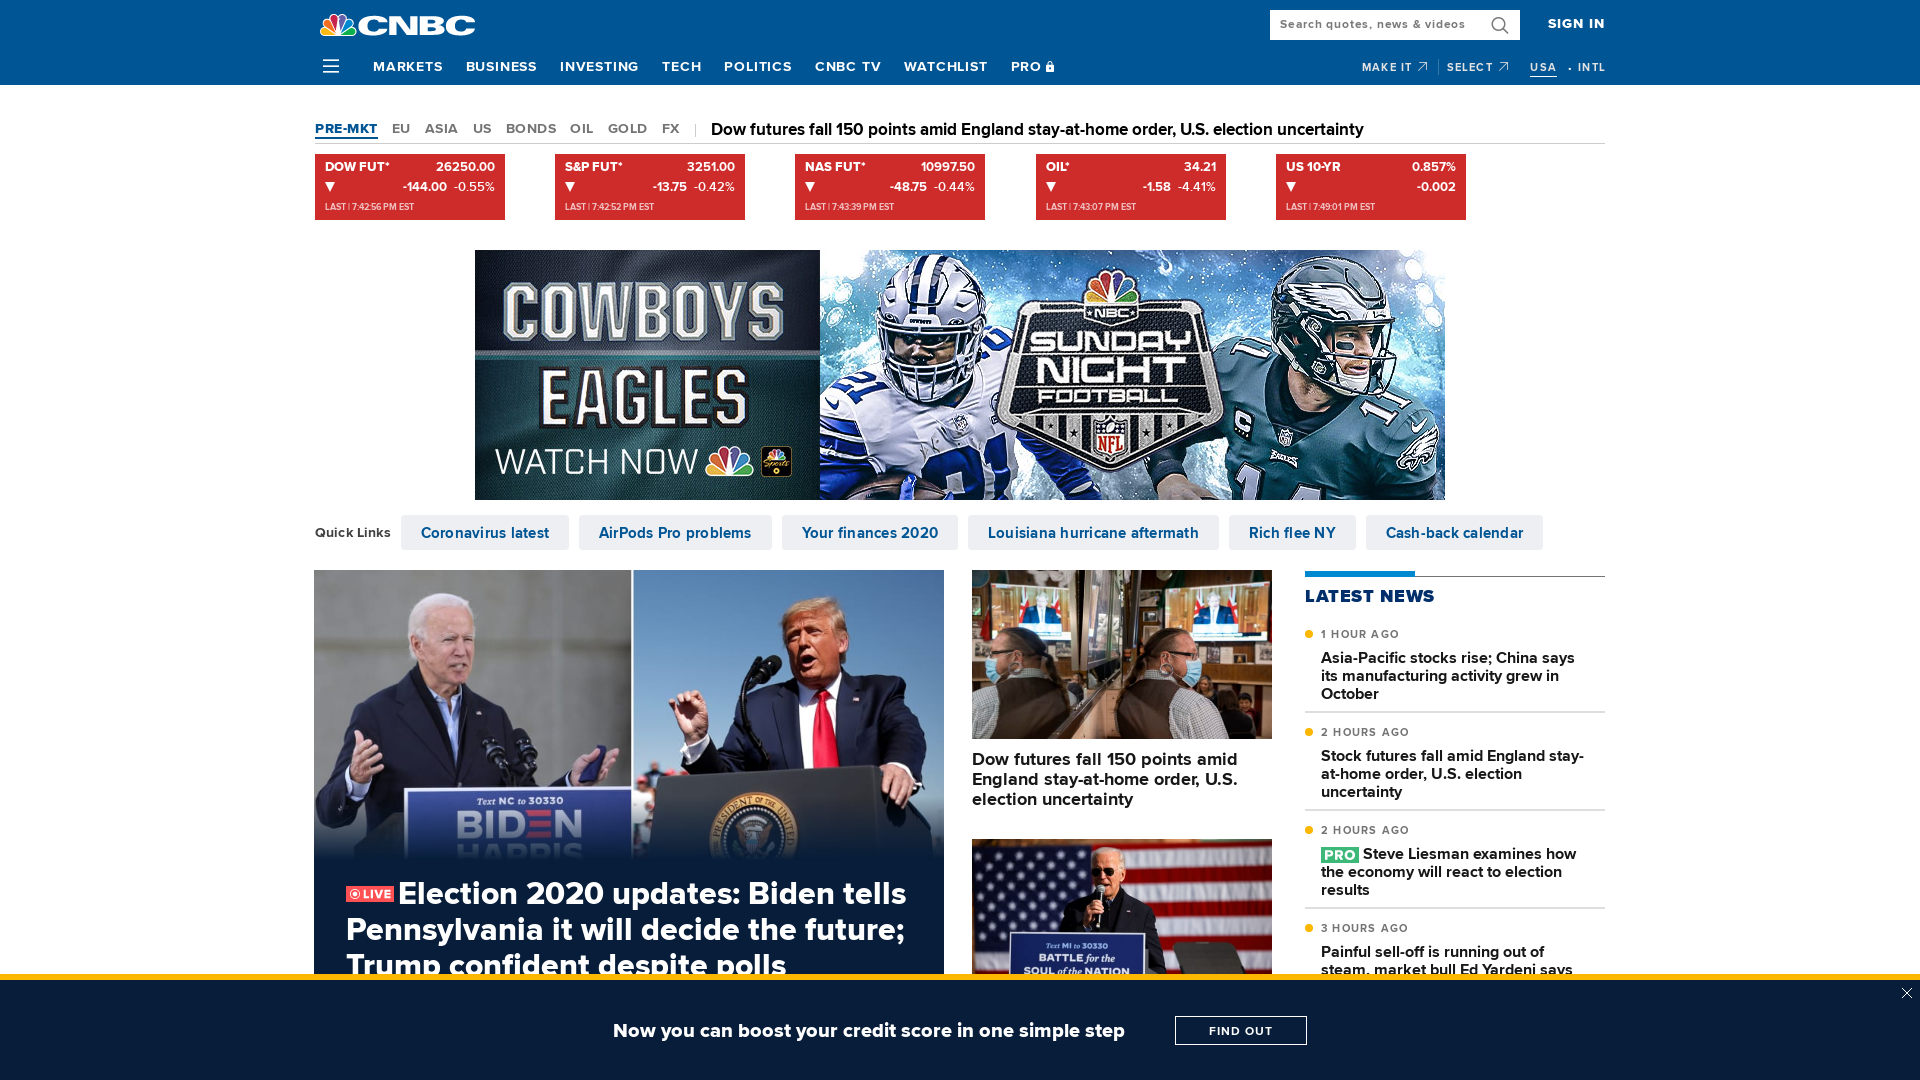 CNBC
Search quotes, news & videos
SIGN IN
MARKETS BUSINESS INVESTING TECH POLITICS CNBC TV WATCHLIST PRO
MAKE IT SELECT USA • INTL
PRE-MKT EU ASIA US BONDS OIL GOLD FX
Dow futures fall 150 points amid England stay-at-home order, U.S. election uncertainty
DOW FUT* 26250.00
-144.00 -0.55%
LAST | 7:42:56 PM EST
S&P FUT* 3251.00
-13.75 -0.42%
LAST | 7:42:52 PM EST
NAS FUT* 10997.50
-48.75 -0.44%
LAST | 7:43:39 PM EST
OIL* 34.21
-1.58 -4.41%
LAST | 7:43:07 PM EST
US 10-YR 0.857%
-0.002
LAST | 7:49:01 PM EST
COWBOYS
EAGLES
WATCH NOW
Sports
21
NBC
SUNDAY
NIGHT
FOOTBALL
NFL
17
C
11
EAGLES
Quick Links
Coronavirus latest
AirPods Pro problems
Your finances 2020
Louisiana hurricane aftermath
Rich flee NY
Cash-back calendar
Text NC to 30330
BIDEN
HARRIS
LIVE Election 2020 updates: Biden tells
Pennsylvania it will decide the future;
Trump confident despite polls
Dow futures fall 150 points amid
England stay-at-home order, U.S.
election uncertainty
Text MI to 30330
BATTLE for the
SOUL of the NATION
LATEST NEWS
1 HOUR AGO
Asia-Pacific stocks rise; China says
its manufacturing activity grew in
October
2 HOURS AGO
Stock futures fall amid England stay-
at-home order, U.S. election
uncertainty
2 HOURS AGO
PRO Steve Liesman examines how
the economy will react to election
results
3 HOURS AGO
Painful sell-off is running out of
steam, market bull Ed Yardeni says
Now you can boost your credit score in one simple step
FIND OUT